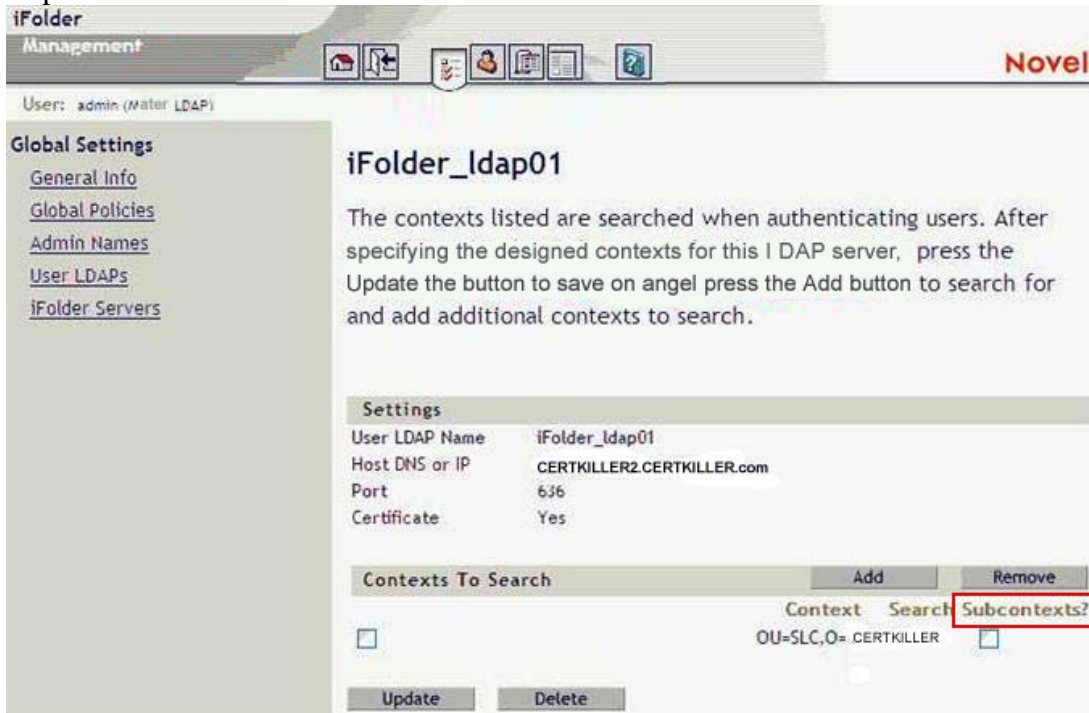 iFolder
Management
Novel
User: admin (Mater LDAP)
Global Settings
General Info
Global Policies
Admin Names
User LDAPs
iFolder Servers
iFolder_ldap01
The contexts listed are searched when authenticating users. After
specifying the designed contexts for this I DAP server, press the
Update the button to save on angel press the Add button to search for
and add additional contexts to search.
Settings
User LDAP Name iFolder_ldap01
Host DNS or IP CERTKILLER2.CERTKILLER.com
Port 636
Certificate Yes
Contexts To Search Add Remove
Context Search Subcontexts?
OU=SLC,O= CERTKILLER
Update Delete